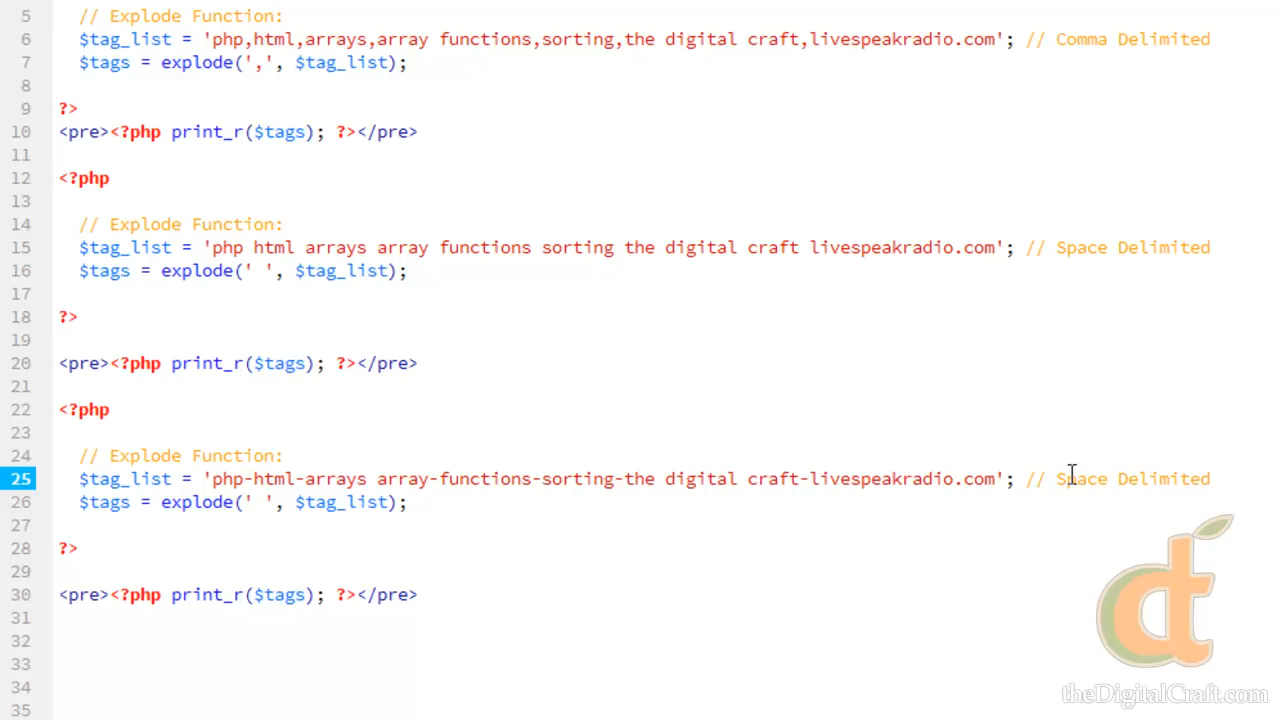 5 // Explode Function:
6 $tag_list = 'php,html,arrays,array functions,sorting,the digital craft,livespeakradio.com'; // Comma Delimited
7 $tags = explode(',', $tag_list);
8
9 ?>
10 <pre><?php print_r($tags); ?></pre>
11
12 <?php
13
14 // Explode Function:
15 $tag_list = 'php html arrays array functions sorting the digital craft livespeakradio.com'; // Space Delimited
16 $tags = explode(' ', $tag_list);
17
18 ?>
19
20 <pre><?php print_r($tags); ?></pre>
21
22 <?php
23
24 // Explode Function:
25 $tag_list = 'php-html-arrays array-functions-sorting-the digital craft-livespeakradio.com'; // Space Delimited
26 $tags = explode(' ', $tag_list);
27
28 ?>
29
30 <pre><?php print_r($tags); ?></pre>
31
32
33
34
35
theDigitalCraft.com